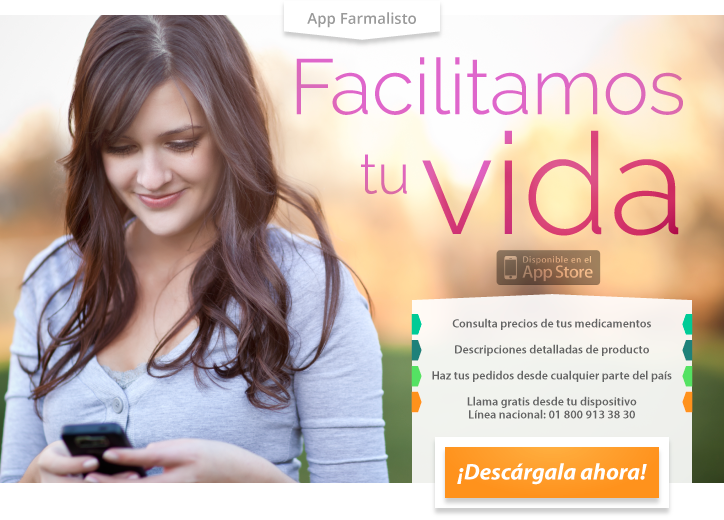 App Farmalisto
Facilitamos
tu vida
Disponible en el
App Store
Consulta precios de tus medicamentos
Descripciones detalladas de producto
Haz tus pedidos desde cualquier parte del país
Llama gratis desde tu dispositivo
Línea nacional: 01 800 913 38 30
¡Descárgala ahora!